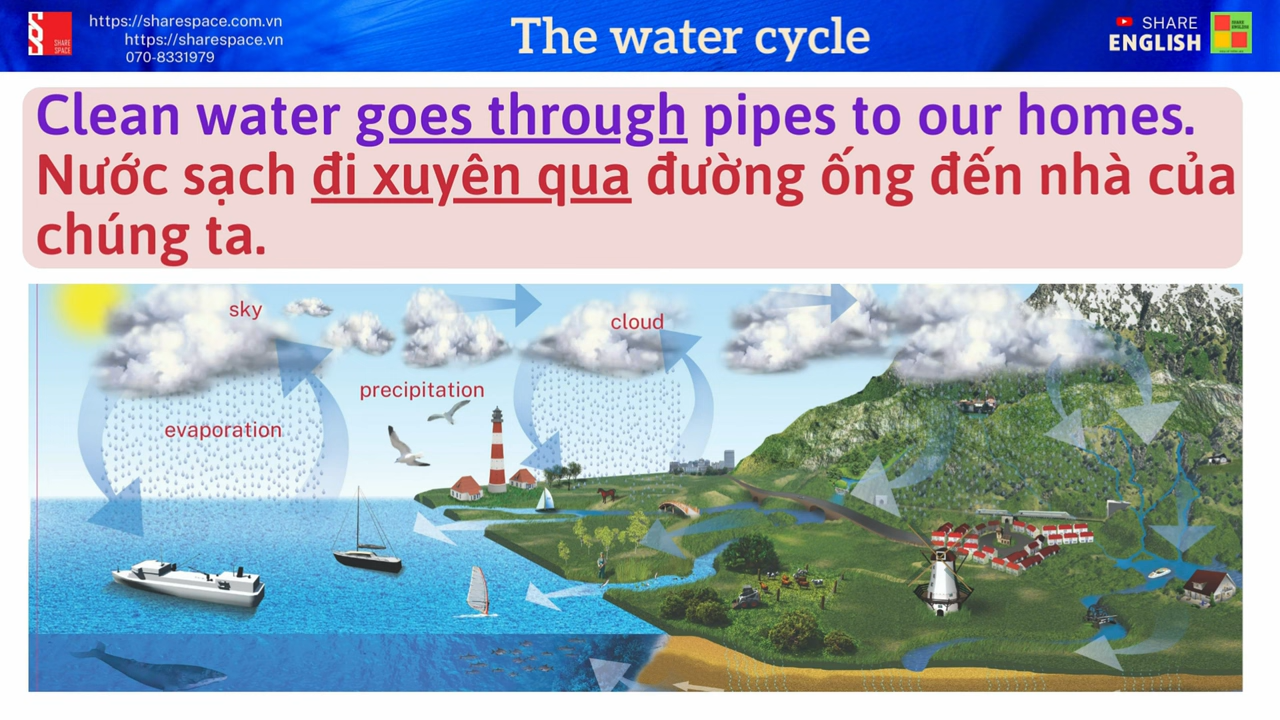 SHARE
SPACE
https://sharespace.com.vn
https://sharespace.vn
070-8331979
The water cycle
SHARE
ENGLISH
Clean water goes through pipes to our homes.
Nước sạch đi xuyên qua đường ống đến nhà của
chúng ta.
sky
cloud
precipitation
evaporation